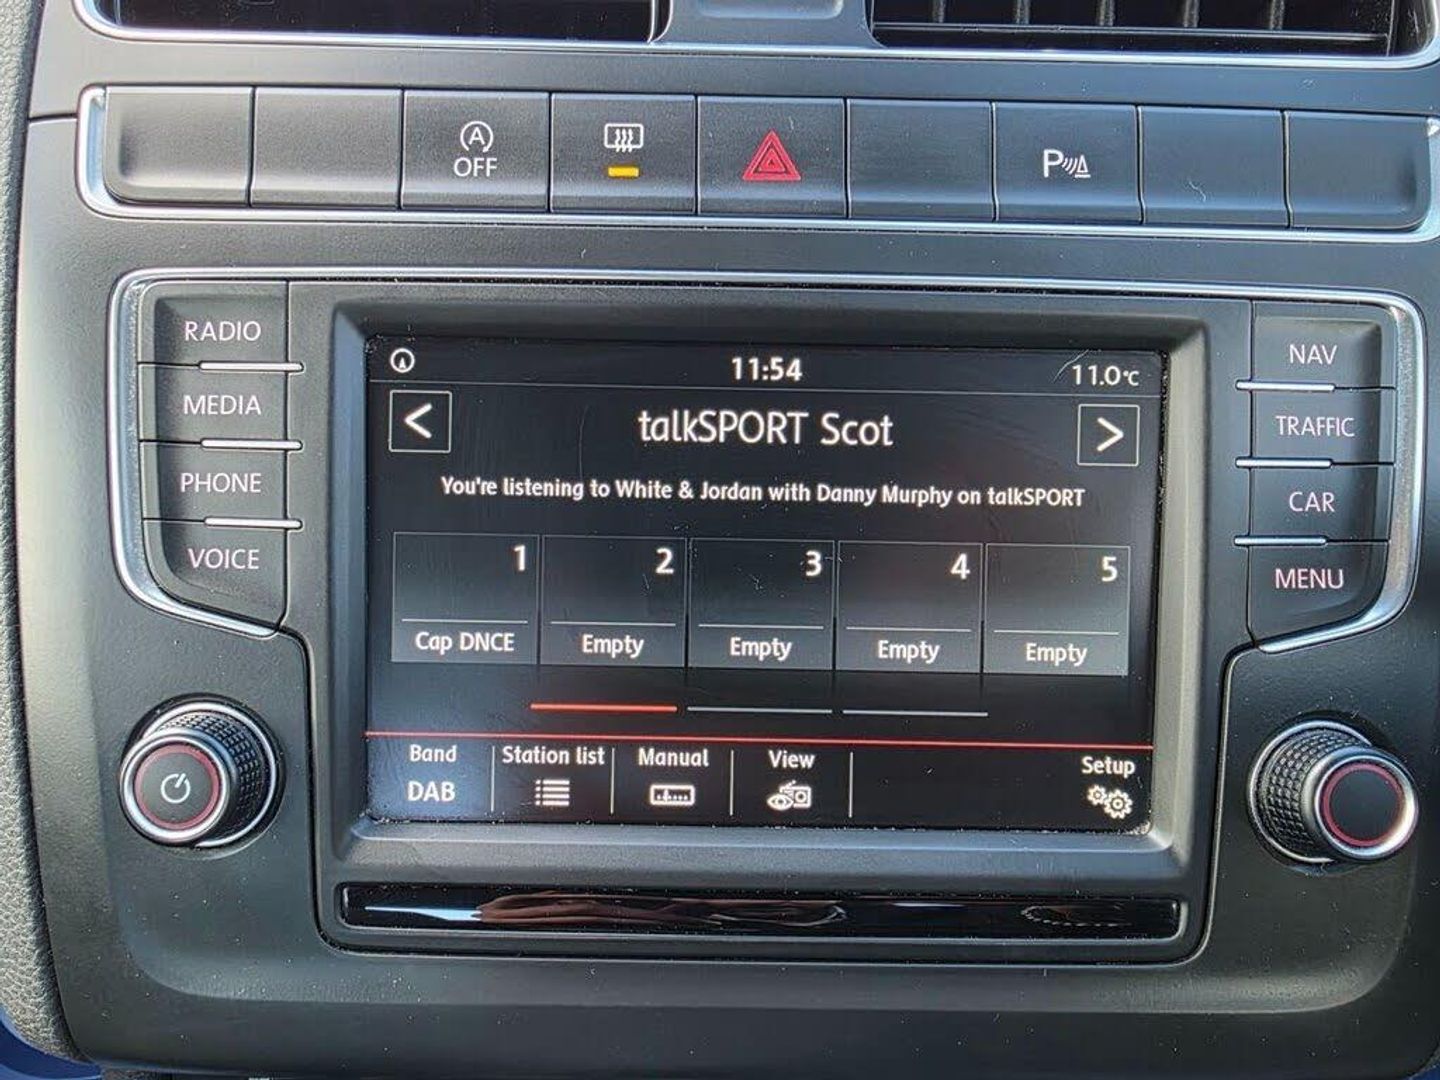 A
OFF
P
RADIO
MEDIA
PHONE
VOICE
11:54
11.0°C
<
talkSPORT Scot
>
You're listening to White & Jordan with Danny Murphy on talkSPORT
1
2
3
4
5
Cap DNCE
Empty
Empty
Empty
Empty
Band
Station list
Manual
View
Setup
DAB
NAV
TRAFFIC
CAR
MENU